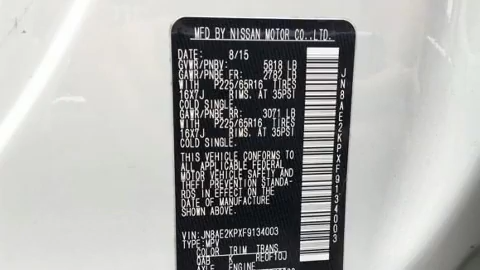 MFD BY NISSAN MOTOR CO.,LTD.
DATE: 8/15
GVWR/PNBV: 5818 LB
GAWR/PNBE FR: 2782 LB
WITH P225/65R16 TIRES
16X7J RIMS, AT 35PSI
COLD SINGLE.
GAWR/PNBE RR: 3071 LB
WITH P225/65R16 TIRES
16X7J RIMS, AT 35PSI
COLD SINGLE.
THIS VEHICLE CONFORMS TO
ALL APPLICABLE FEDERAL
MOTOR VEHICLE SAFETY AND
THEFT PREVENTION STANDA-
RDS IN EFFECT ON THE
DATE OF MANUFACTURE
SHOWN ABOVE.
VIN: JN8AE2KPXF9134003
TYPE: MPV
COLOR TRIM TRANS
QAB K RE0F10J
AXLE ENGINE
JN8AE2KPXF9134003